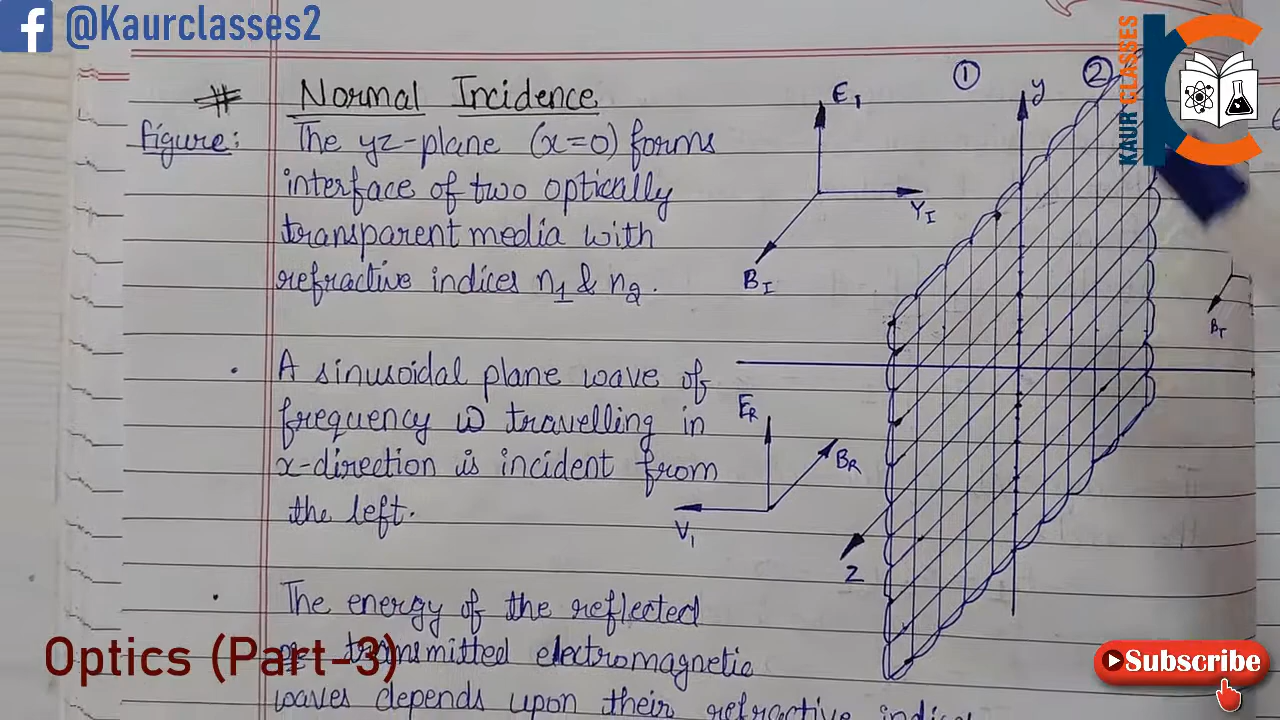 f @Kaurclasses2
KAUR CLASSES
# Normal Incidence
figure: The yz-plane (x=0) forms
interface of two optically
transparent media with
refractive indices n1 & n2.
. A sinusoidal plane wave of
frequency ω travelling in
x-direction is incident from
the left.
. The energy of the reflected
or transmitted electromagnetic
waves depends upon their refractive indices
① ②
E1
y
YI
BI
BT
ER
BR
V1
Z
Optics (Part-3)
Subscribe